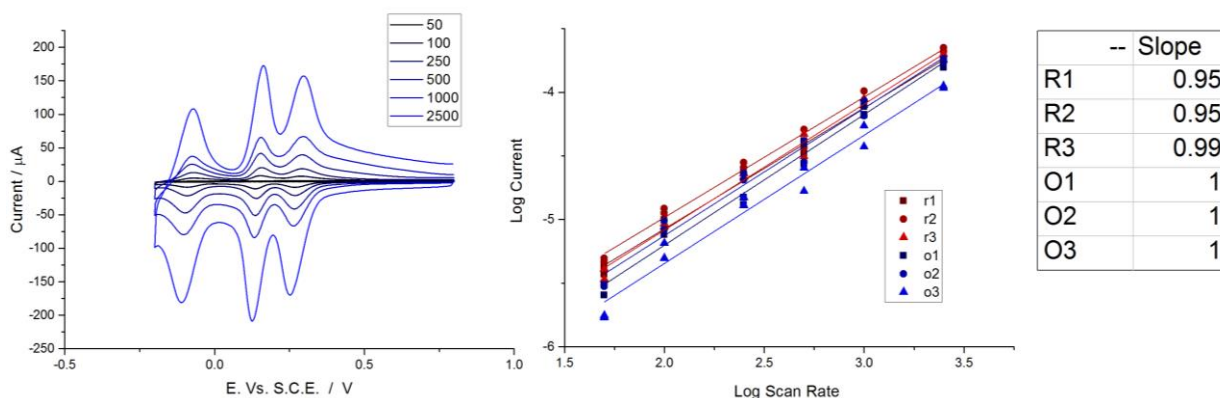 50
100
250
500
1000
2500
200
150
100
50
0
-50
-100
-150
-200
-250
-0.5
0.0
0.5
1.0
Current / µA
E. Vs. S.C.E. / V
-4
-5
-6
1.5
2.0
2.5
3.0
3.5
Log Current
Log Scan Rate
r1
r2
r3
o1
o2
o3
-- Slope
R1 0.95
R2 0.95
R3 0.99
O1 1
O2 1
O3 1